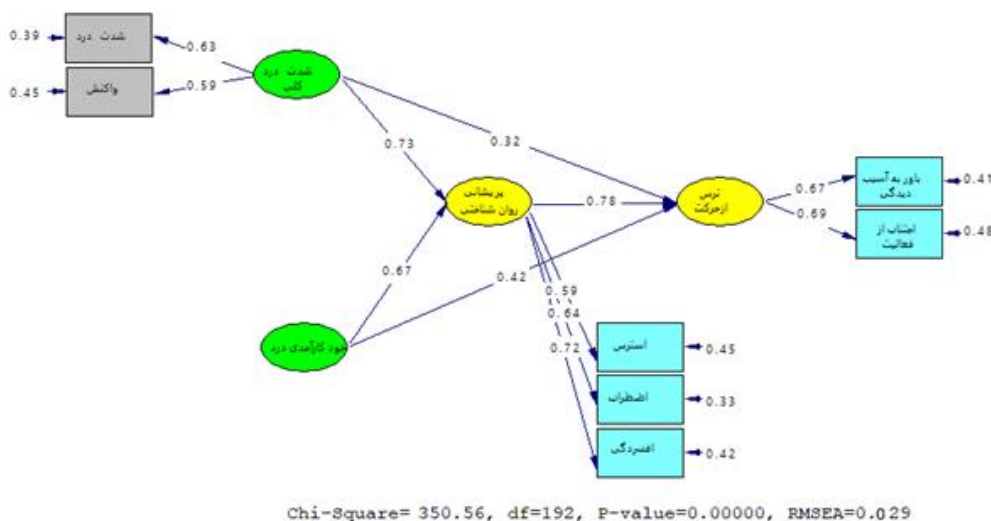 0.39
شدت درد
0.63
0.45
واکنش
0.59
شدت درد
کلی
0.73
0.32
پریشانی
روان شناختی
0.78
ترس
ازحرکت
0.67
باور به آسیب
دیدگی
0.41
0.69
اجتناب از
فعالیت
0.48
0.67
0.42
خود کارآمدی درد
0.59
0.64
0.72
استرس
0.45
اضطراب
0.33
افسردگی
0.42
Chi-Square= 350.56, df=192, P-value=0.00000, RMSEA=0.029